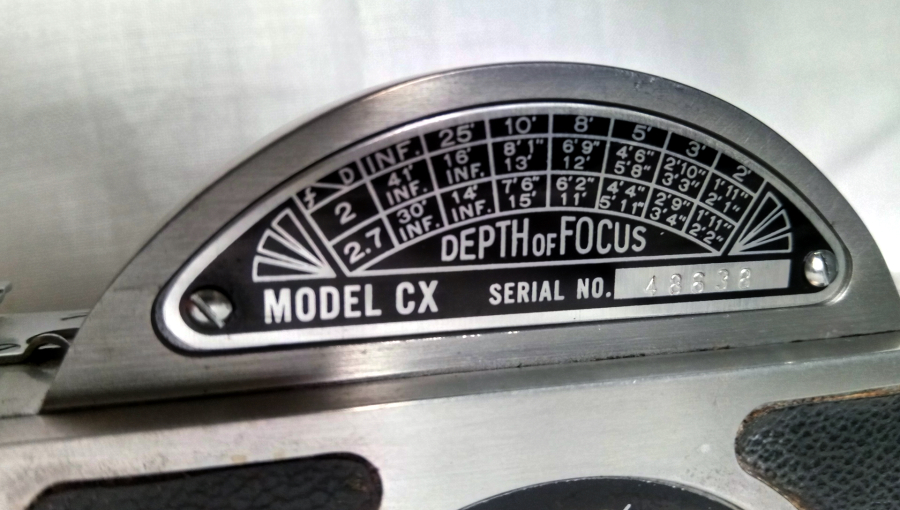 f D INF. 25' 10' 8' 5' 3' 2'
2 41' INF. 16' INF. 8' 1" 13' 6' 9" 12' 4' 6" 5' 8" 2' 10" 3' 3" 1' 11" 2' 1"
2.7 30' INF. 14' INF. 7' 6" 15' 6' 2" 11' 4' 4" 5' 11" 2' 9" 3' 4" 1' 11" 2' 2"
DEPTH OF FOCUS
MODEL CX SERIAL NO. 48838